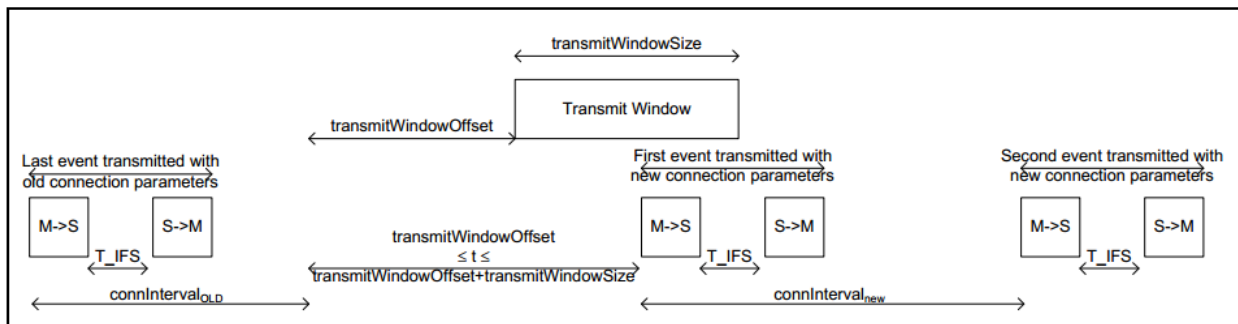 transmitWindowSize
Transmit Window
transmitWindowOffset
Last event transmitted with
old connection parameters
First event transmitted with
new connection parameters
Second event transmitted with
new connection parameters
M->S
S->M
M->S
S->M
M->S
S->M
T_IFS
transmitWindowOffset
≤ t ≤
transmitWindowOffset+transmitWindowSize
T_IFS
T_IFS
connIntervalOLD
connIntervalnew